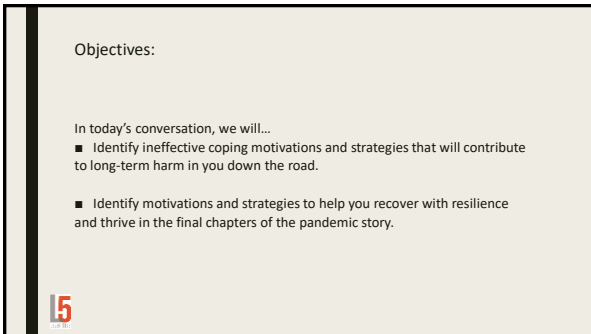 Objectives:
In today’s conversation, we will…
■ Identify ineffective coping motivations and strategies that will contribute
to long-term harm in you down the road.
■ Identify motivations and strategies to help you recover with resilience
and thrive in the final chapters of the pandemic story.
L5